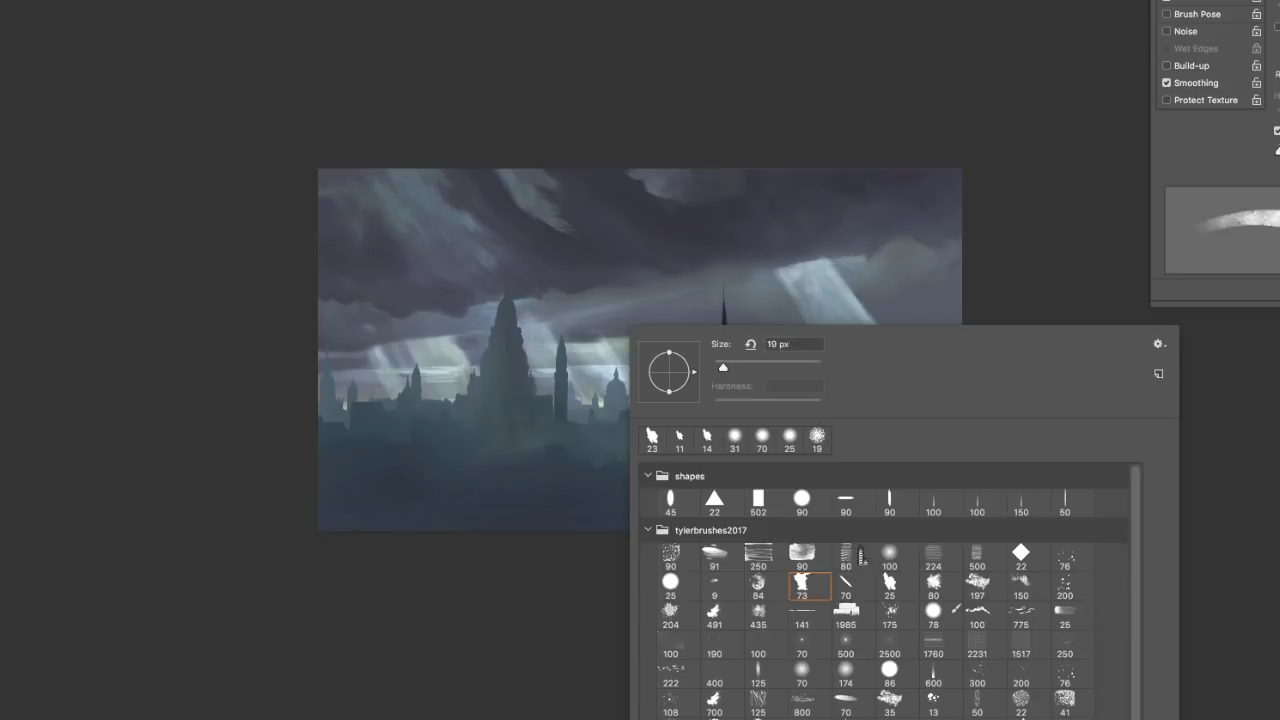 Brush Pose
Noise
Wet Edges
Build-up
Smoothing
Protect Texture
Size: 19 px
Hardness:
23 11 14 31 70 25 19
shapes
45 22 502 90 90 90 100 100 150 50
tylerbrushes2017
90 91 250 90 80 100 224 500 22 76
25 9 84 73 70 25 80 197 150 200
204 491 435 141 1985 175 78 100 775 25
100 190 100 70 500 2500 1760 2231 1517 250
222 400 125 70 174 86 600 300 200 76
108 700 125 800 70 35 13 50 22 41